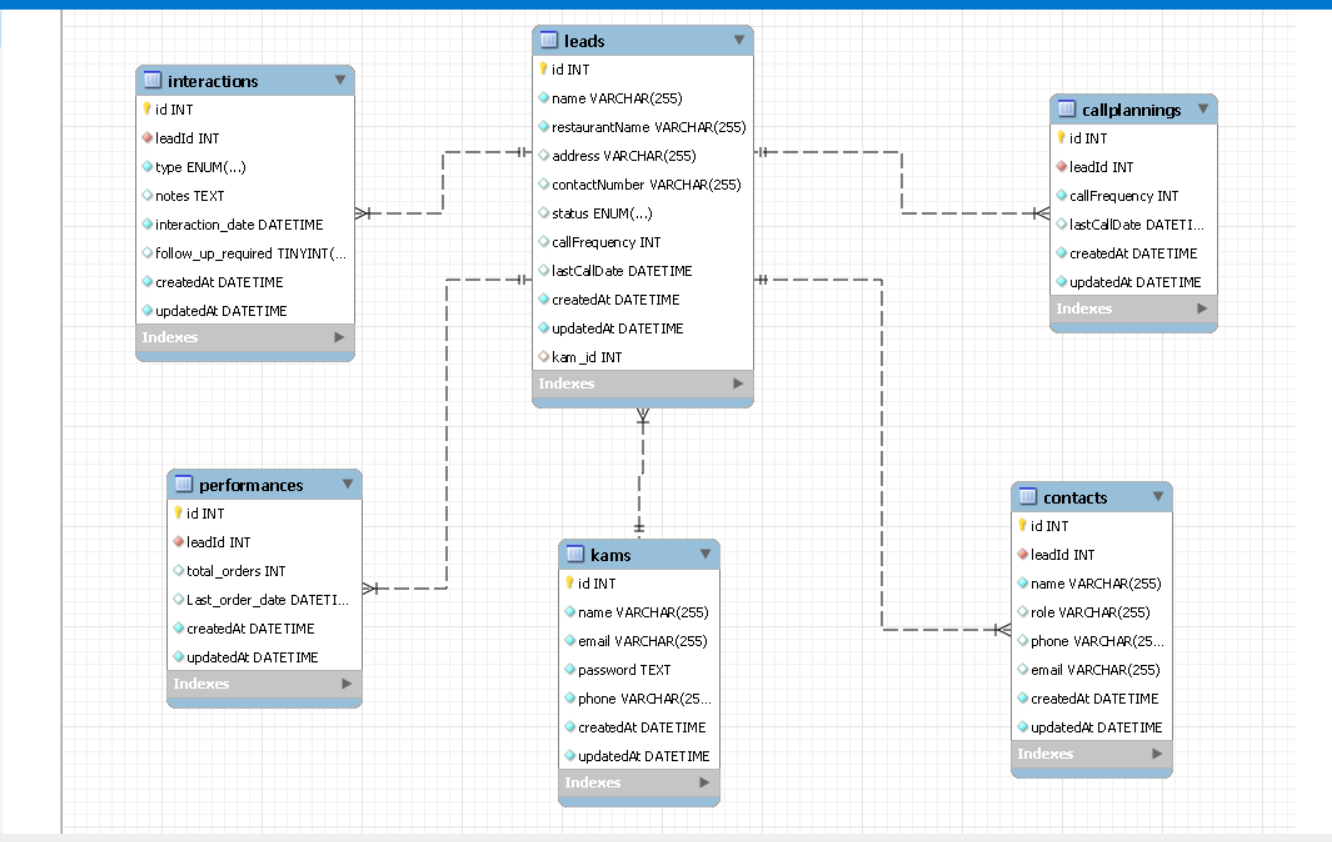 leads
id INT
name VARCHAR(255)
restaurantName VARCHAR(255)
address VARCHAR(255)
contactNumber VARCHAR(255)
status ENUM(...)
callFrequency INT
lastCallDate DATETIME
createdAt DATETIME
updatedAt DATETIME
kam_id INT
Indexes
interactions
id INT
leadId INT
type ENUM(...)
notes TEXT
interaction_date DATETIME
follow_up_required TINYINT(...
createdAt DATETIME
updatedAt DATETIME
Indexes
callplannings
id INT
leadId INT
callFrequency INT
lastCallDate DATETI...
createdAt DATETIME
updatedAt DATETIME
Indexes
performances
id INT
leadId INT
total_orders INT
Last_order_date DATETI...
createdAt DATETIME
updatedAt DATETIME
Indexes
kams
id INT
name VARCHAR(255)
email VARCHAR(255)
password TEXT
phone VARCHAR(25...
createdAt DATETIME
updatedAt DATETIME
Indexes
contacts
id INT
leadId INT
name VARCHAR(255)
role VARCHAR(255)
phone VARCHAR(25...
email VARCHAR(255)
createdAt DATETIME
updatedAt DATETIME
Indexes